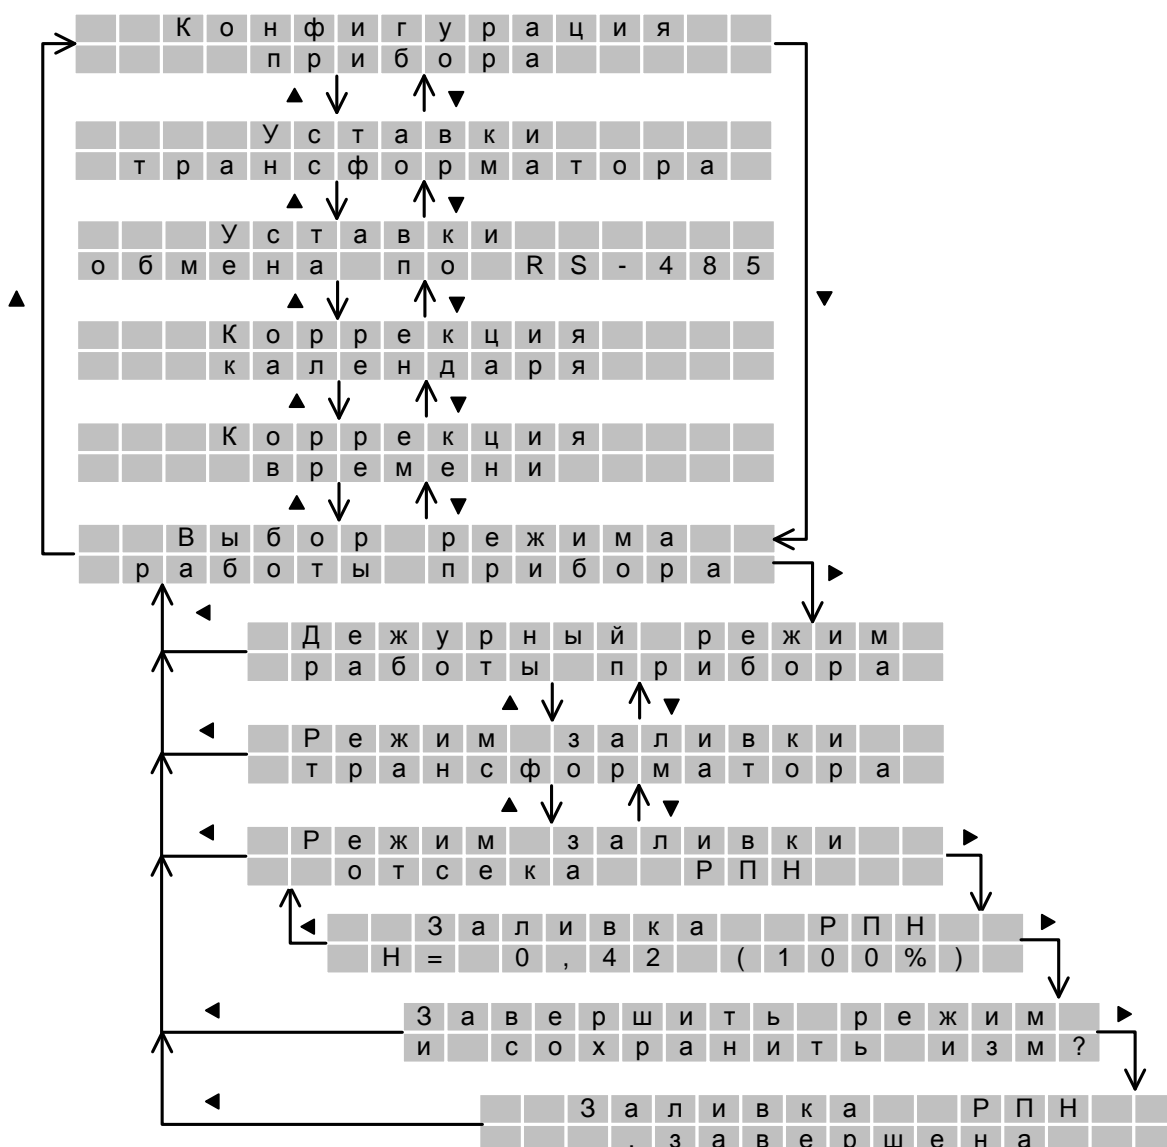 Конфигурация
прибора
Уставки
трансформатора
Уставки
обмена по RS-485
Коррекция
календаря
Коррекция
времени
Выбор режима
работы прибора
Дежурный режим
работы прибора
Режим заливки
трансформатора
Режим заливки
отсека РПН
Заливка РПН
Н= 0,42 (100%)
Завершить режим
и сохранить изм?
Заливка РПН
. завершена